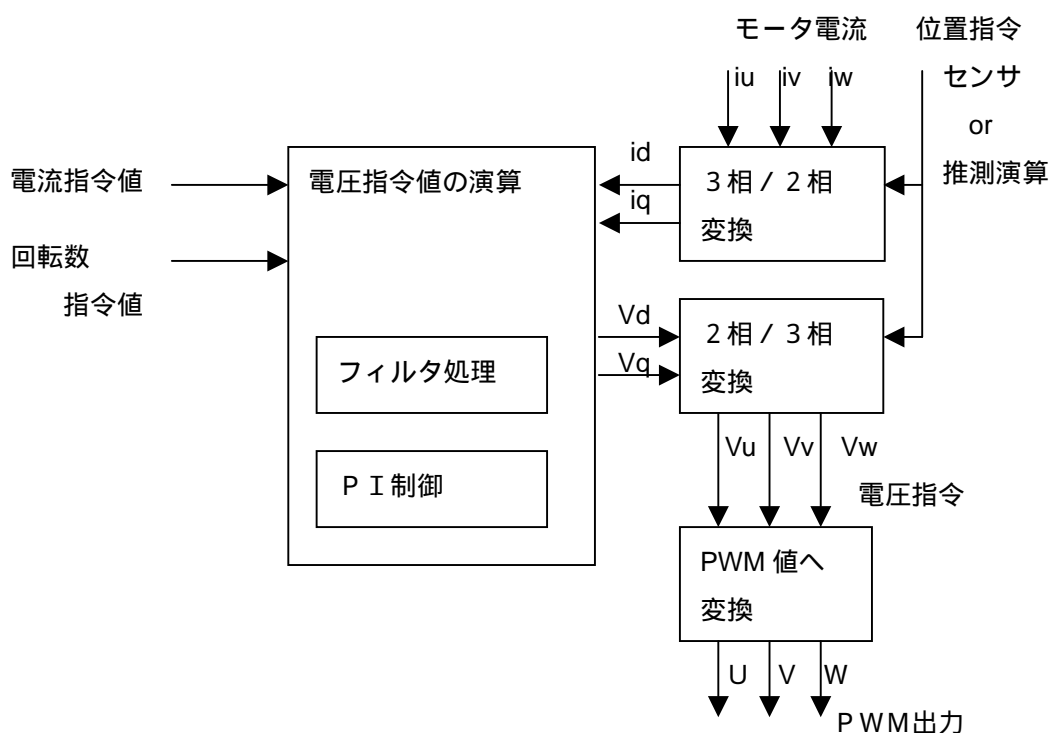 モータ電流
位置指令
iu
iv
iw
センサ
or
推測演算
電流指令値
回転数
指令値
電圧指令値の演算
フィルタ処理
ＰＩ制御
id
iq
３相 / ２相
変換
Vd
Vq
２相 / ３相
変換
Vu
Vv
Vw
電圧指令
PWM 値へ
変換
U
V
W
ＰＷＭ出力